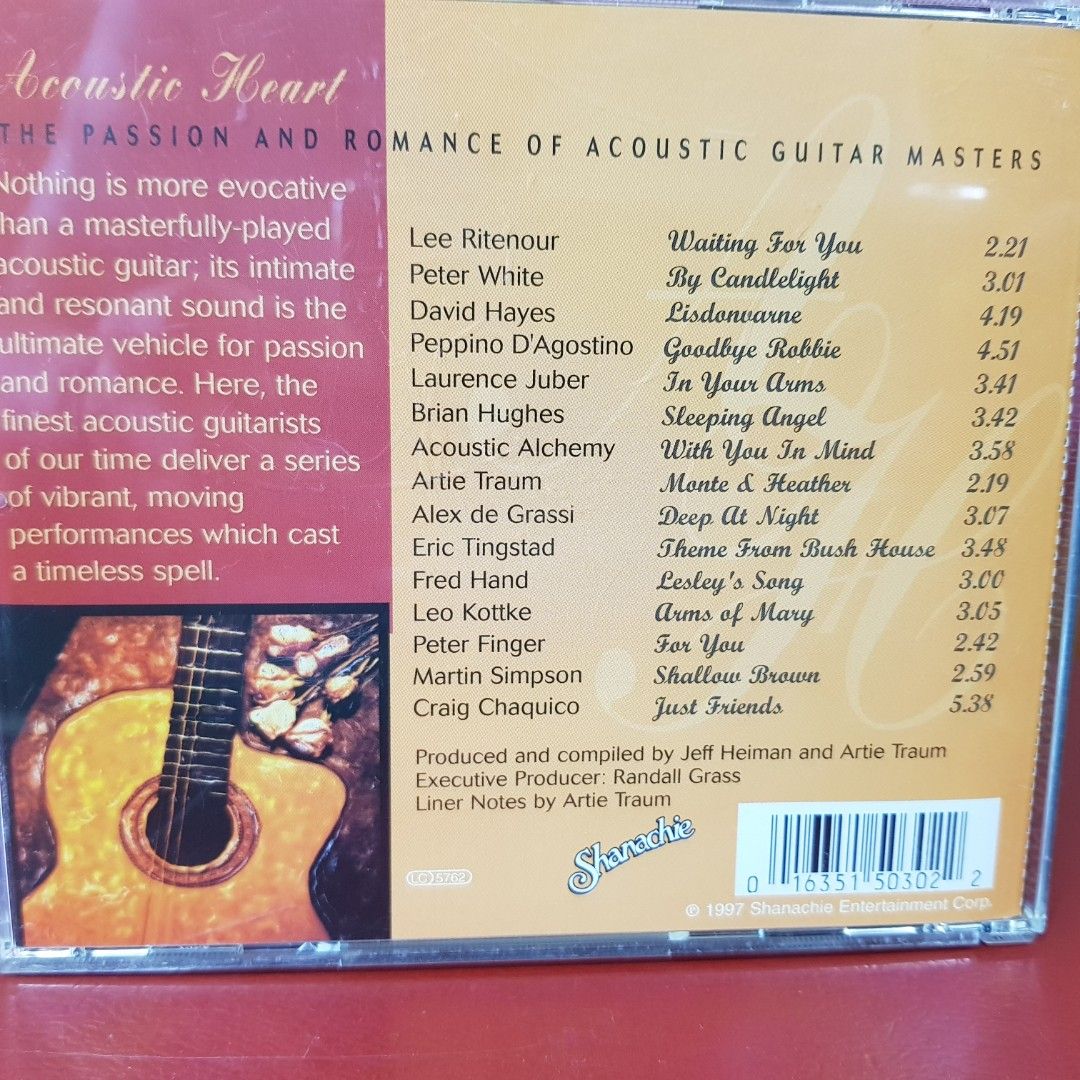 Acoustic Heart
THE PASSION AND ROMANCE OF ACOUSTIC GUITAR MASTERS
Nothing is more evocative
han a masterfully-played
acoustic guitar; its intimate
and resonant sound is the
ultimate vehicle for passion
and romance. Here, the
finest acoustic guitarists
of our time deliver a series
of vibrant, moving
performances which cast
a timeless spell.
Lee Ritenour Waiting For You 2.21
Peter White By Candlelight 3.01
David Hayes Lisdonvarne 4.19
Peppino D'Agostino Goodbye Robbie 4.51
Laurence Juber In Your Arms 3.41
Brian Hughes Sleeping Angel 3.42
Acoustic Alchemy With You In Mind 3.58
Artie Traum Monte & Heather 2.19
Alex de Grassi Deep At Night 3.07
Eric Tingstad Theme From Bush House 3.48
Fred Hand Lesley's Song 3.00
Leo Kottke Arms of Mary 3.05
Peter Finger For You 2.42
Martin Simpson Shallow Brown 2.59
Craig Chaquico Just Friends 5.38
Produced and compiled by Jeff Heiman and Artie Traum
Executive Producer: Randall Grass
Liner Notes by Artie Traum
Shanachie
LC 5762
0 16351 50302 2
℗ 1997 Shanachie Entertainment Corp.